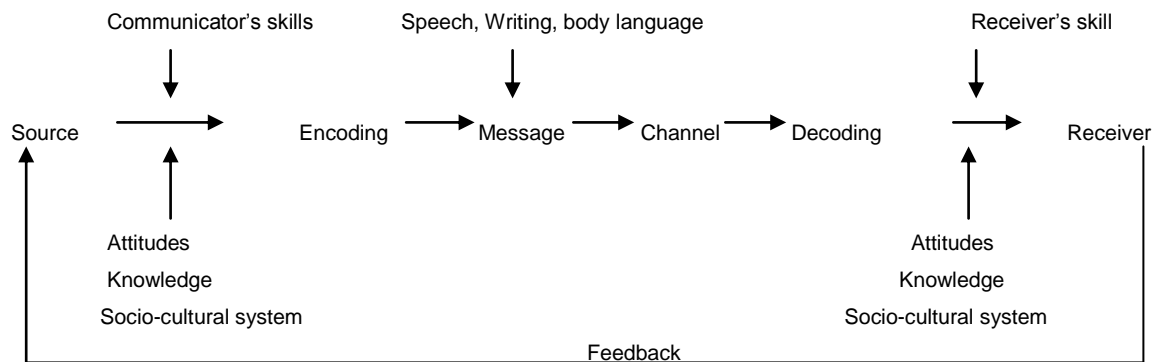 Communicator's skills
Speech, Writing, body language
Receiver's skill
Source
Encoding
Message
Channel
Decoding
Receiver
Attitudes
Knowledge
Socio-cultural system
Attitudes
Knowledge
Socio-cultural system
Feedback